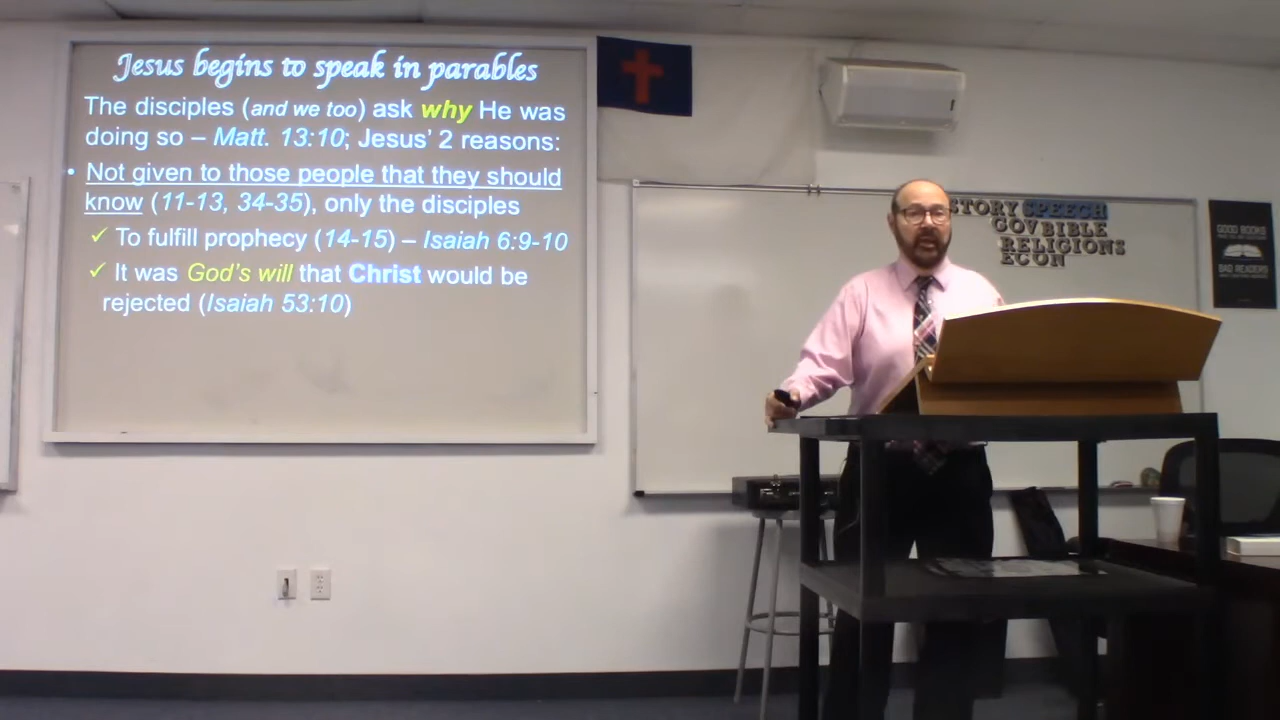 Jesus begins to speak in parables
The disciples (and we too) ask why He was
doing so – Matt. 13:10; Jesus' 2 reasons:
• Not given to those people that they should
know (11-13, 34-35), only the disciples
✓ To fulfill prophecy (14-15) – Isaiah 6:9-10
✓ It was God's will that Christ would be
rejected (Isaiah 53:10)
STORY SPEECH
GOV BIBLE
RELIGIONS
ECON
GOOD BOOKS
BAD READERS